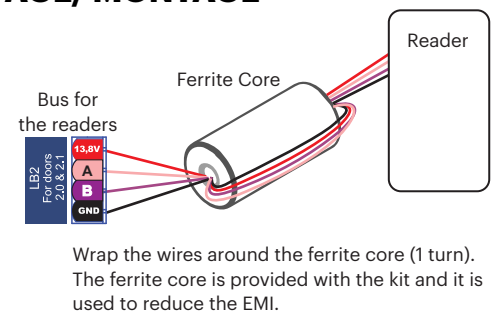 Reader
Ferrite Core
Bus for
the readers
LB2
For doors
2.0 & 2.1
13,8V
A
B
GND
Wrap the wires around the ferrite core (1 turn).
The ferrite core is provided with the kit and it is
used to reduce the EMI.